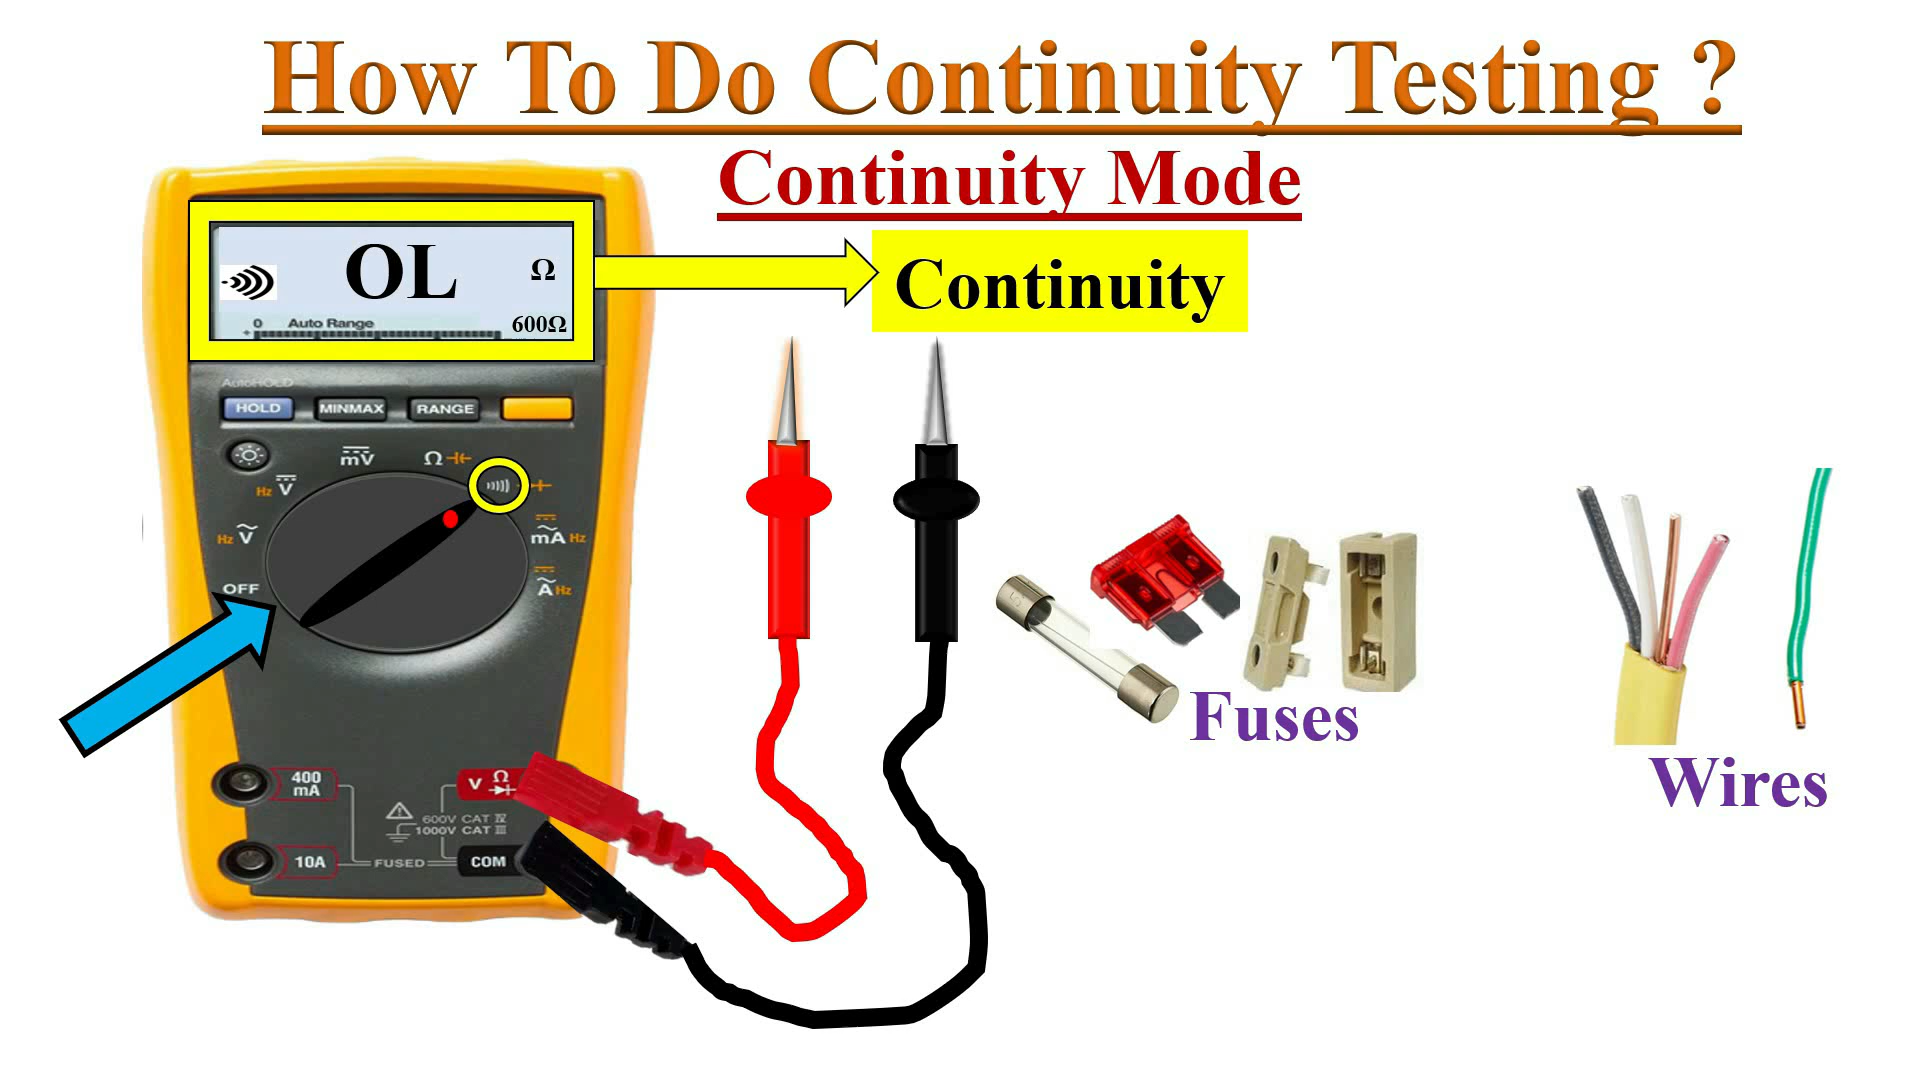 How To Do Continuity Testing ?
Continuity Mode
OL Ω
0 Auto Range 600Ω
Continuity
AutoHOLD
HOLD MINMAX RANGE
mV Ω
Hz V
Hz V mA Hz
OFF A Hz
400 mA
V Ω
600V CAT IV
1000V CAT III
10A FUSED COM
Fuses
Wires